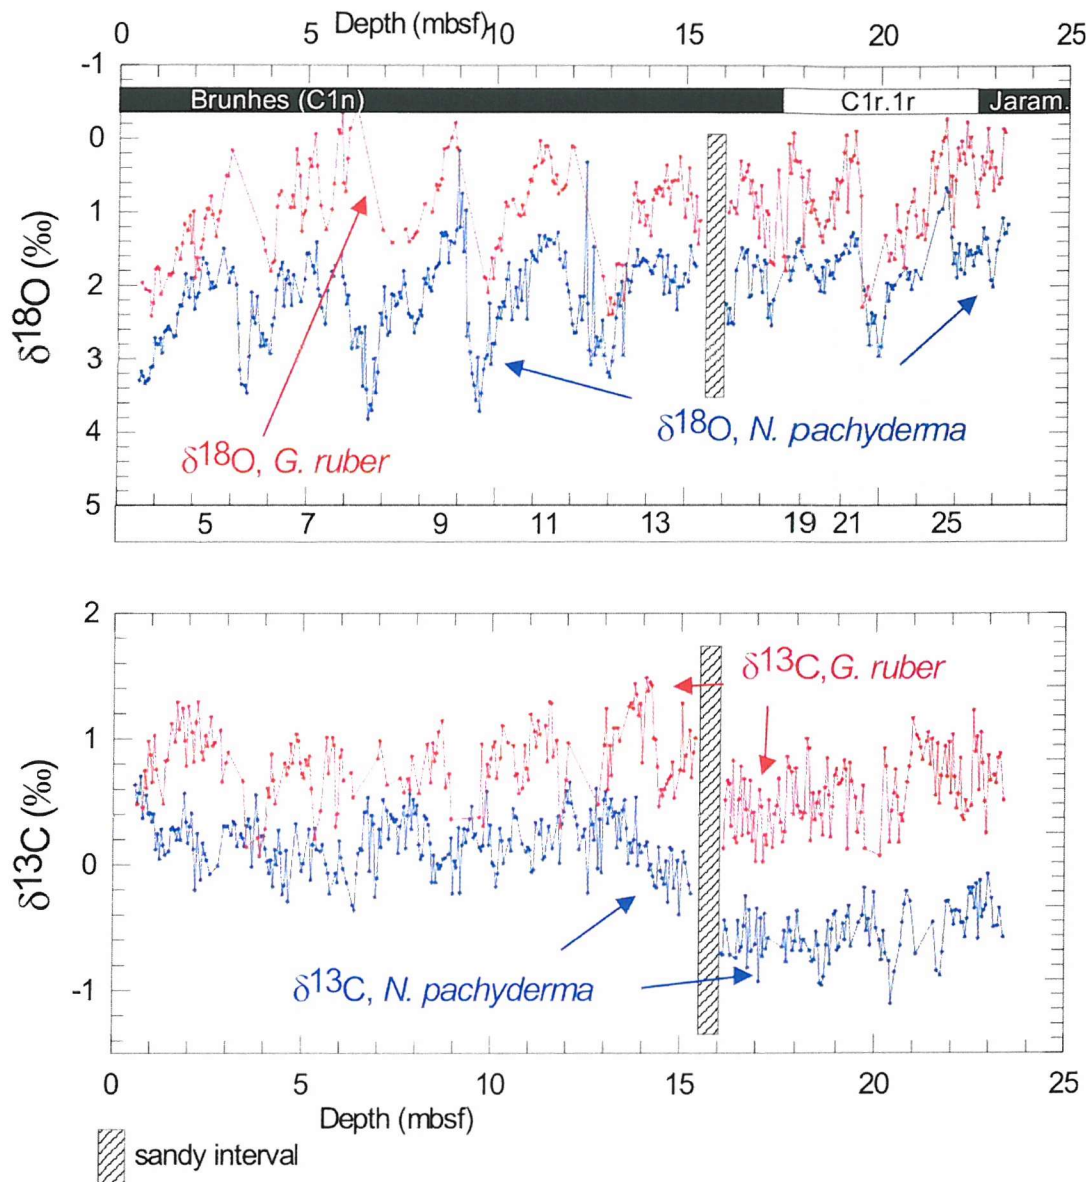 0 5 Depth (mbsf) 10 15 20 25
-1
Brunhes (C1n) C1r.1r Jaram.
0
1
2
3
4
5
δ18O (‰)
δ18O, G. ruber
δ18O, N. pachyderma
5 7 9 11 13 19 21 25
2
1
0
-1
δ13C (‰)
δ13C, G. ruber
δ13C, N. pachyderma
0 5 10 15 20 25
Depth (mbsf)
sandy interval